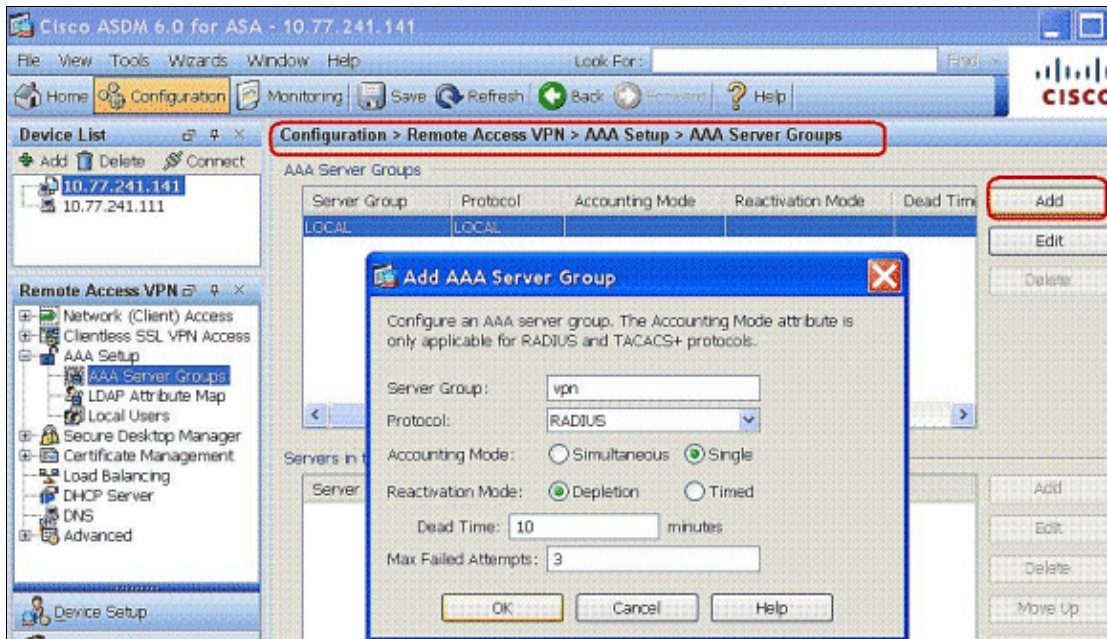 Cisco ASDM 6.0 for ASA - 10.77.241.141
File View Tools Wizards Window Help Look For: Find
Home Configuration Monitoring Save Refresh Back Forward Help
CISCO
Device List
Add Delete Connect
10.77.241.141
10.77.241.111
Remote Access VPN
Network (Client) Access
Clientless SSL VPN Access
AAA Setup
AAA Server Groups
LDAP Attribute Map
Local Users
Secure Desktop Manager
Certificate Management
Load Balancing
DHCP Server
DNS
Advanced
Device Setup
Configuration > Remote Access VPN > AAA Setup > AAA Server Groups
AAA Server Groups
Server Group Protocol Accounting Mode Reactivation Mode Dead Tim
LOCAL LOCAL
Add
Edit
Delete
Servers in t
Server
Add
Edit
Delete
Move Up
Add AAA Server Group
Configure an AAA server group. The Accounting Mode attribute is
only applicable for RADIUS and TACACS+ protocols.
Server Group: vpn
Protocol: RADIUS
Accounting Mode: Simultaneous Single
Reactivation Mode: Depletion Timed
Dead Time: 10 minutes
Max Failed Attempts: 3
OK Cancel Help